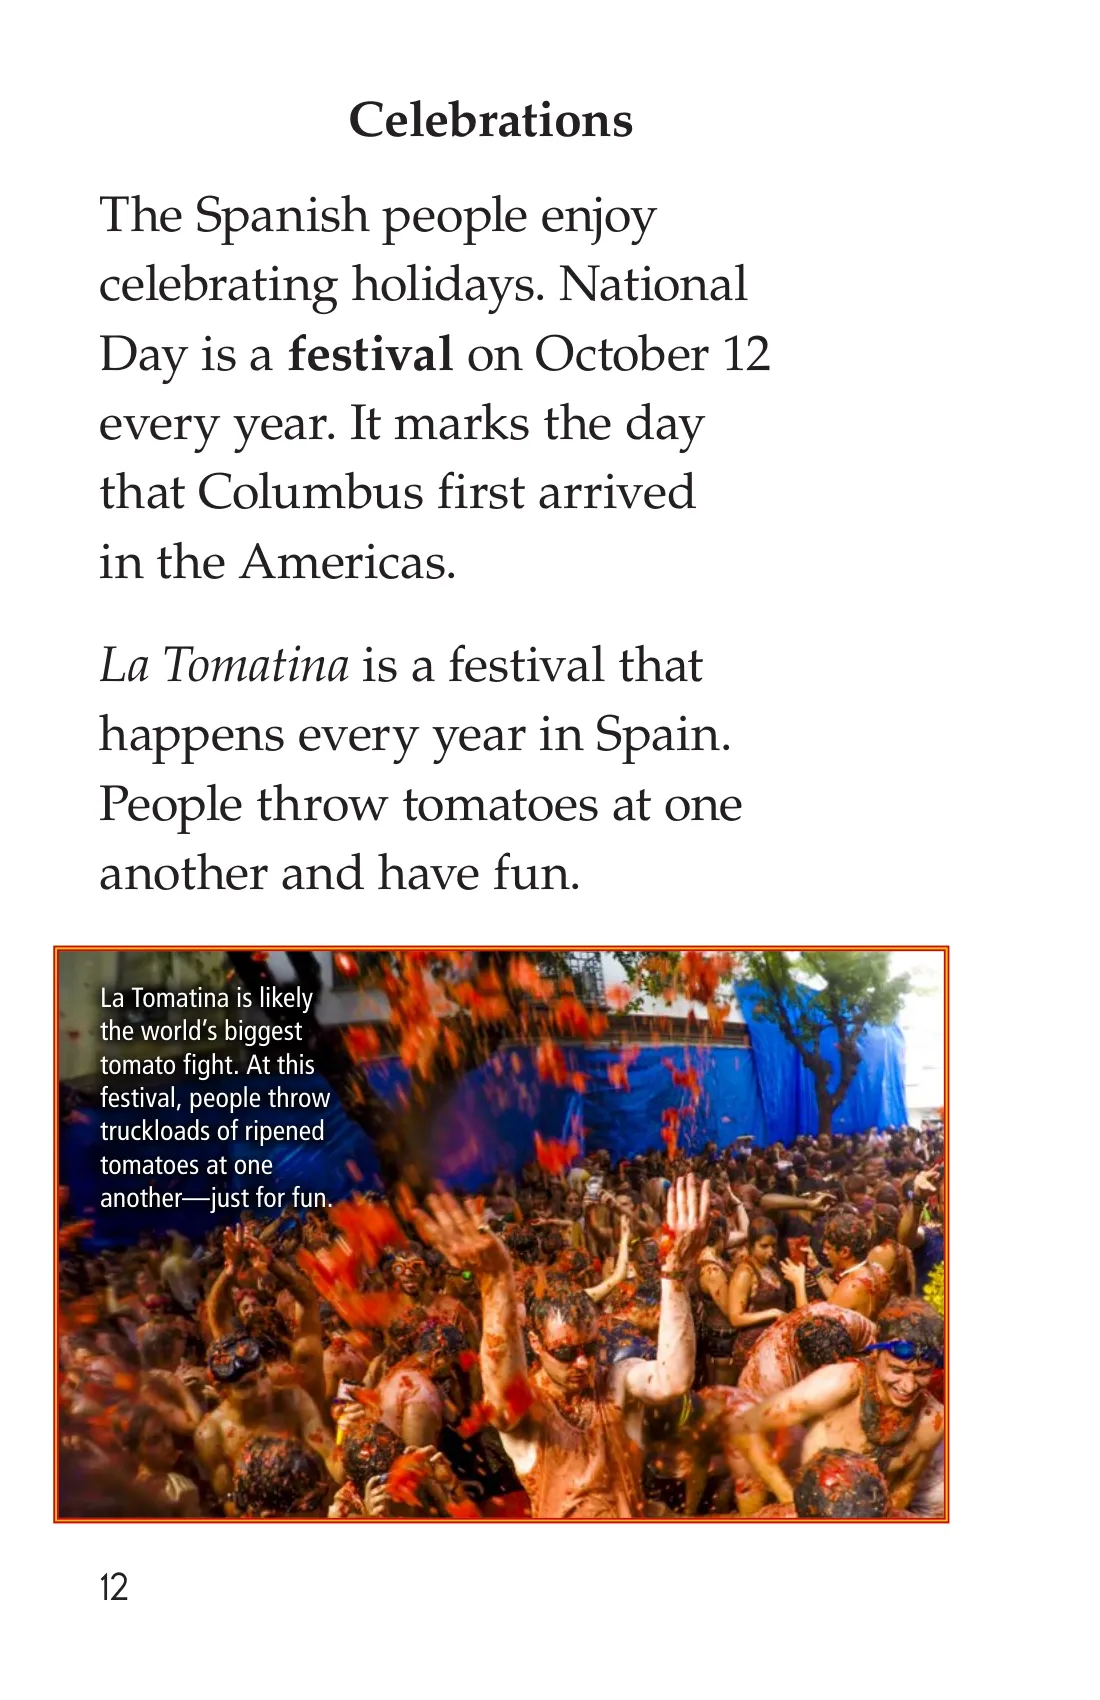 Celebrations
The Spanish people enjoy
celebrating holidays. National
Day is a festival on October 12
every year. It marks the day
that Columbus first arrived
in the Americas.
La Tomatina is a festival that
happens every year in Spain.
People throw tomatoes at one
another and have fun.
La Tomatina is likely
the world's biggest
tomato fight. At this
festival, people throw
truckloads of ripened
tomatoes at one
another—just for fun.
12